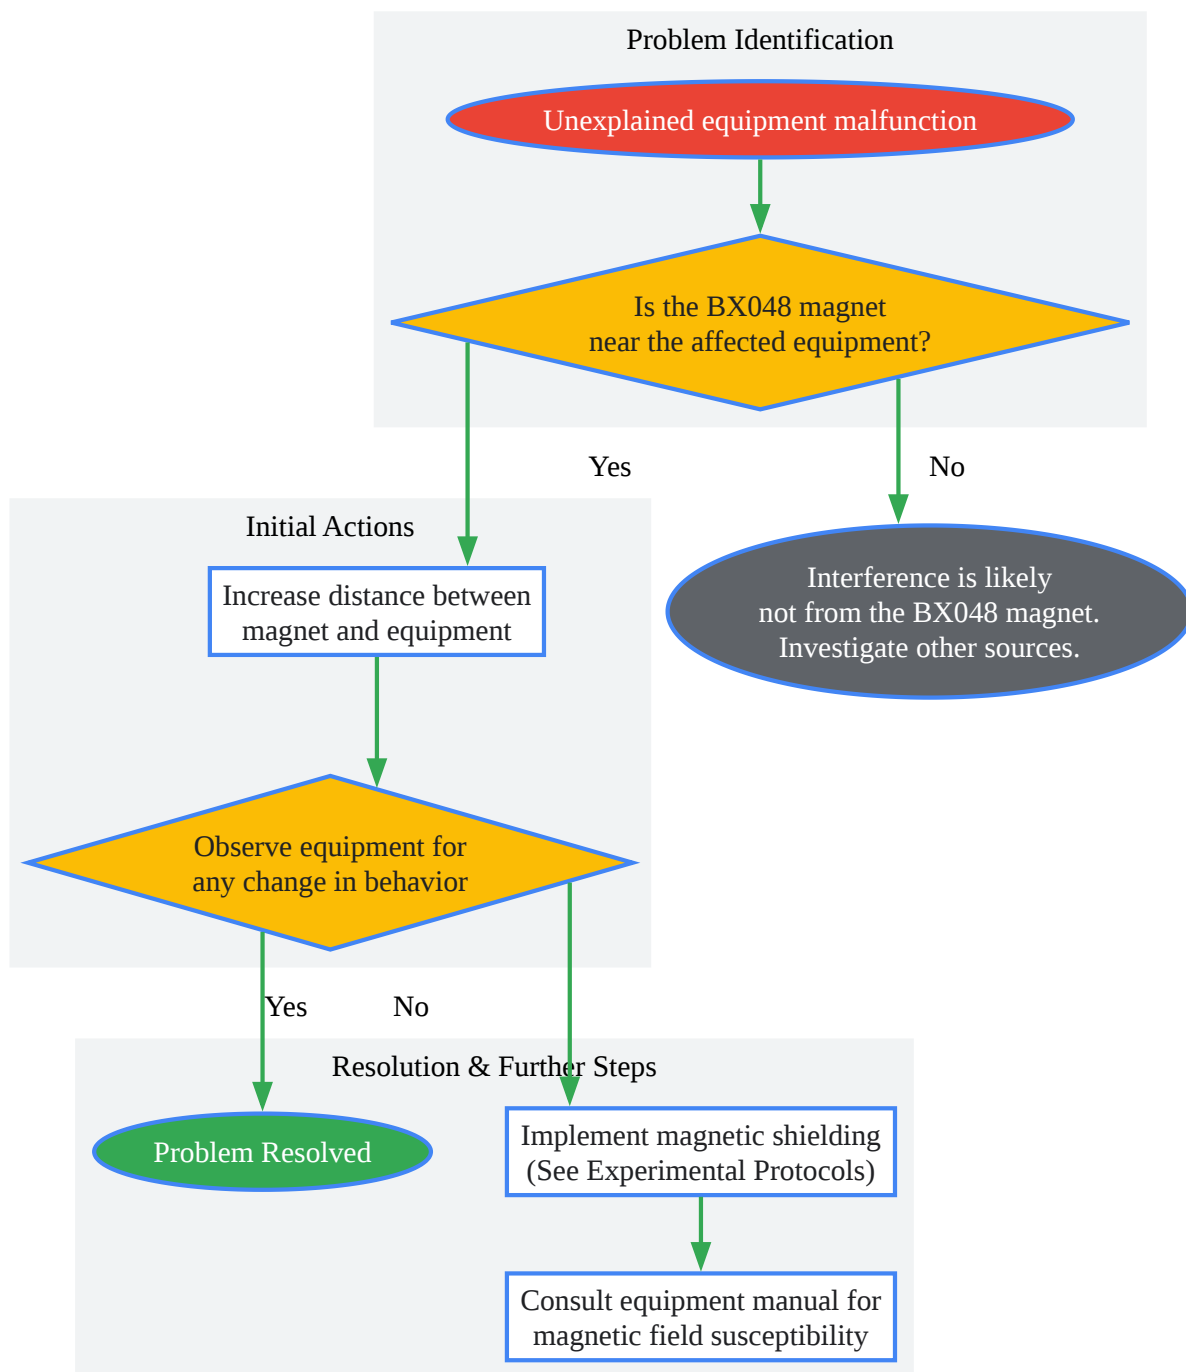 Problem Identification
Unexplained equipment malfunction
Is the BX048 magnet
near the affected equipment?
Yes
No
Initial Actions
Increase distance between
magnet and equipment
Interference is likely
not from the BX048 magnet.
Investigate other sources.
Observe equipment for
any change in behavior
Yes
No
Resolution & Further Steps
Problem Resolved
Implement magnetic shielding
(See Experimental Protocols)
Consult equipment manual for
magnetic field susceptibility